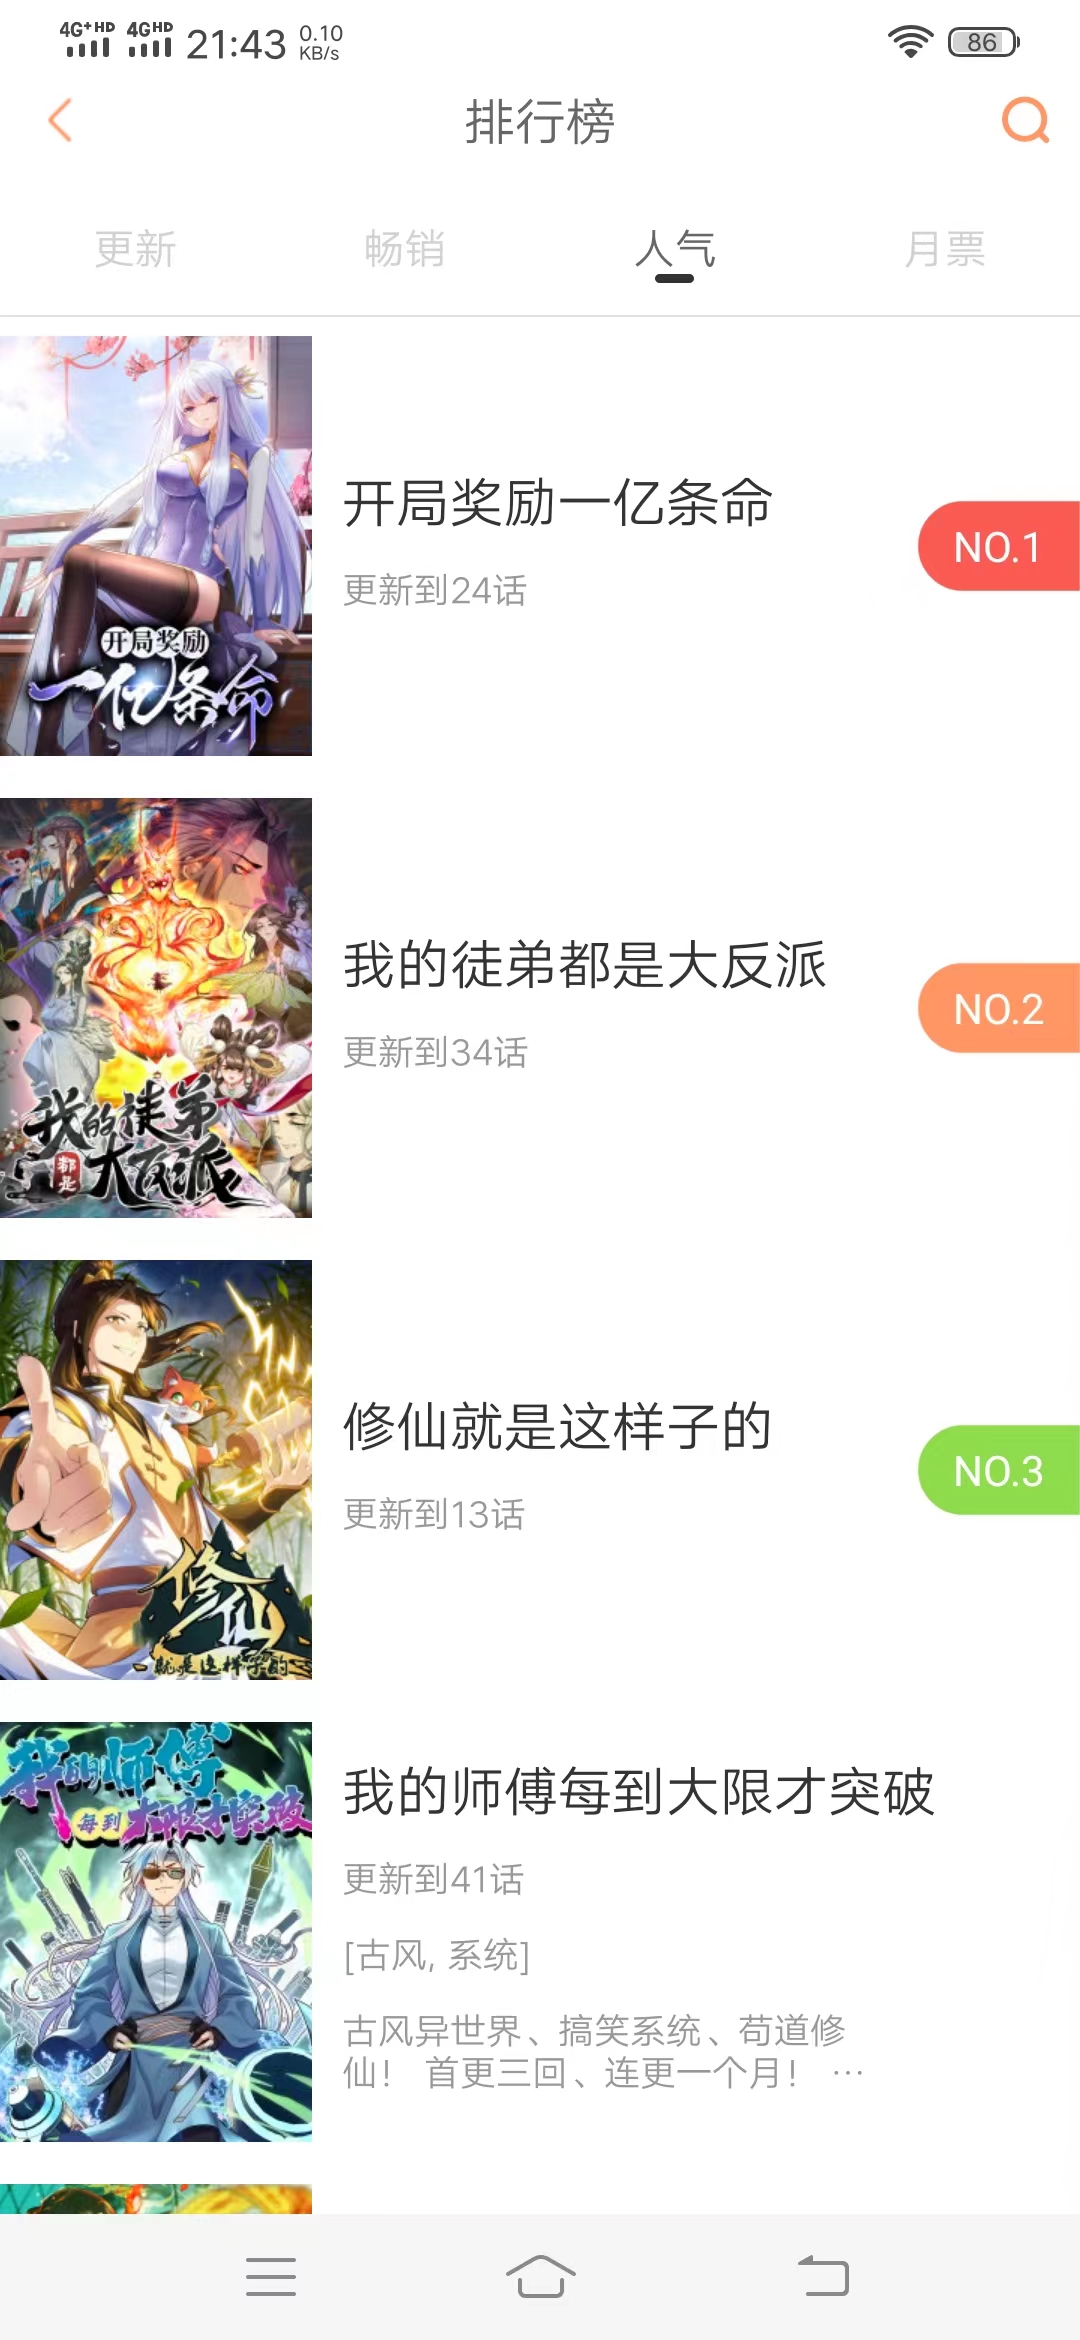 4G+HD 4GHD 21:43 0.10 KB/s 86
排行榜
更新 畅销 人气 月票
开局奖励一亿条命
NO.1
更新到24话
开局奖励
一亿条命
我的徒弟都是大反派
NO.2
更新到34话
我的徒弟
都是
大反派
修仙就是这样子的
NO.3
更新到13话
修仙
就是这样子的
我的师傅
每到大限才突破
我的师傅每到大限才突破
更新到41话
[古风, 系统]
古风异世界、搞笑系统、苟道修
仙！ 首更三回、连更一个月！ ···